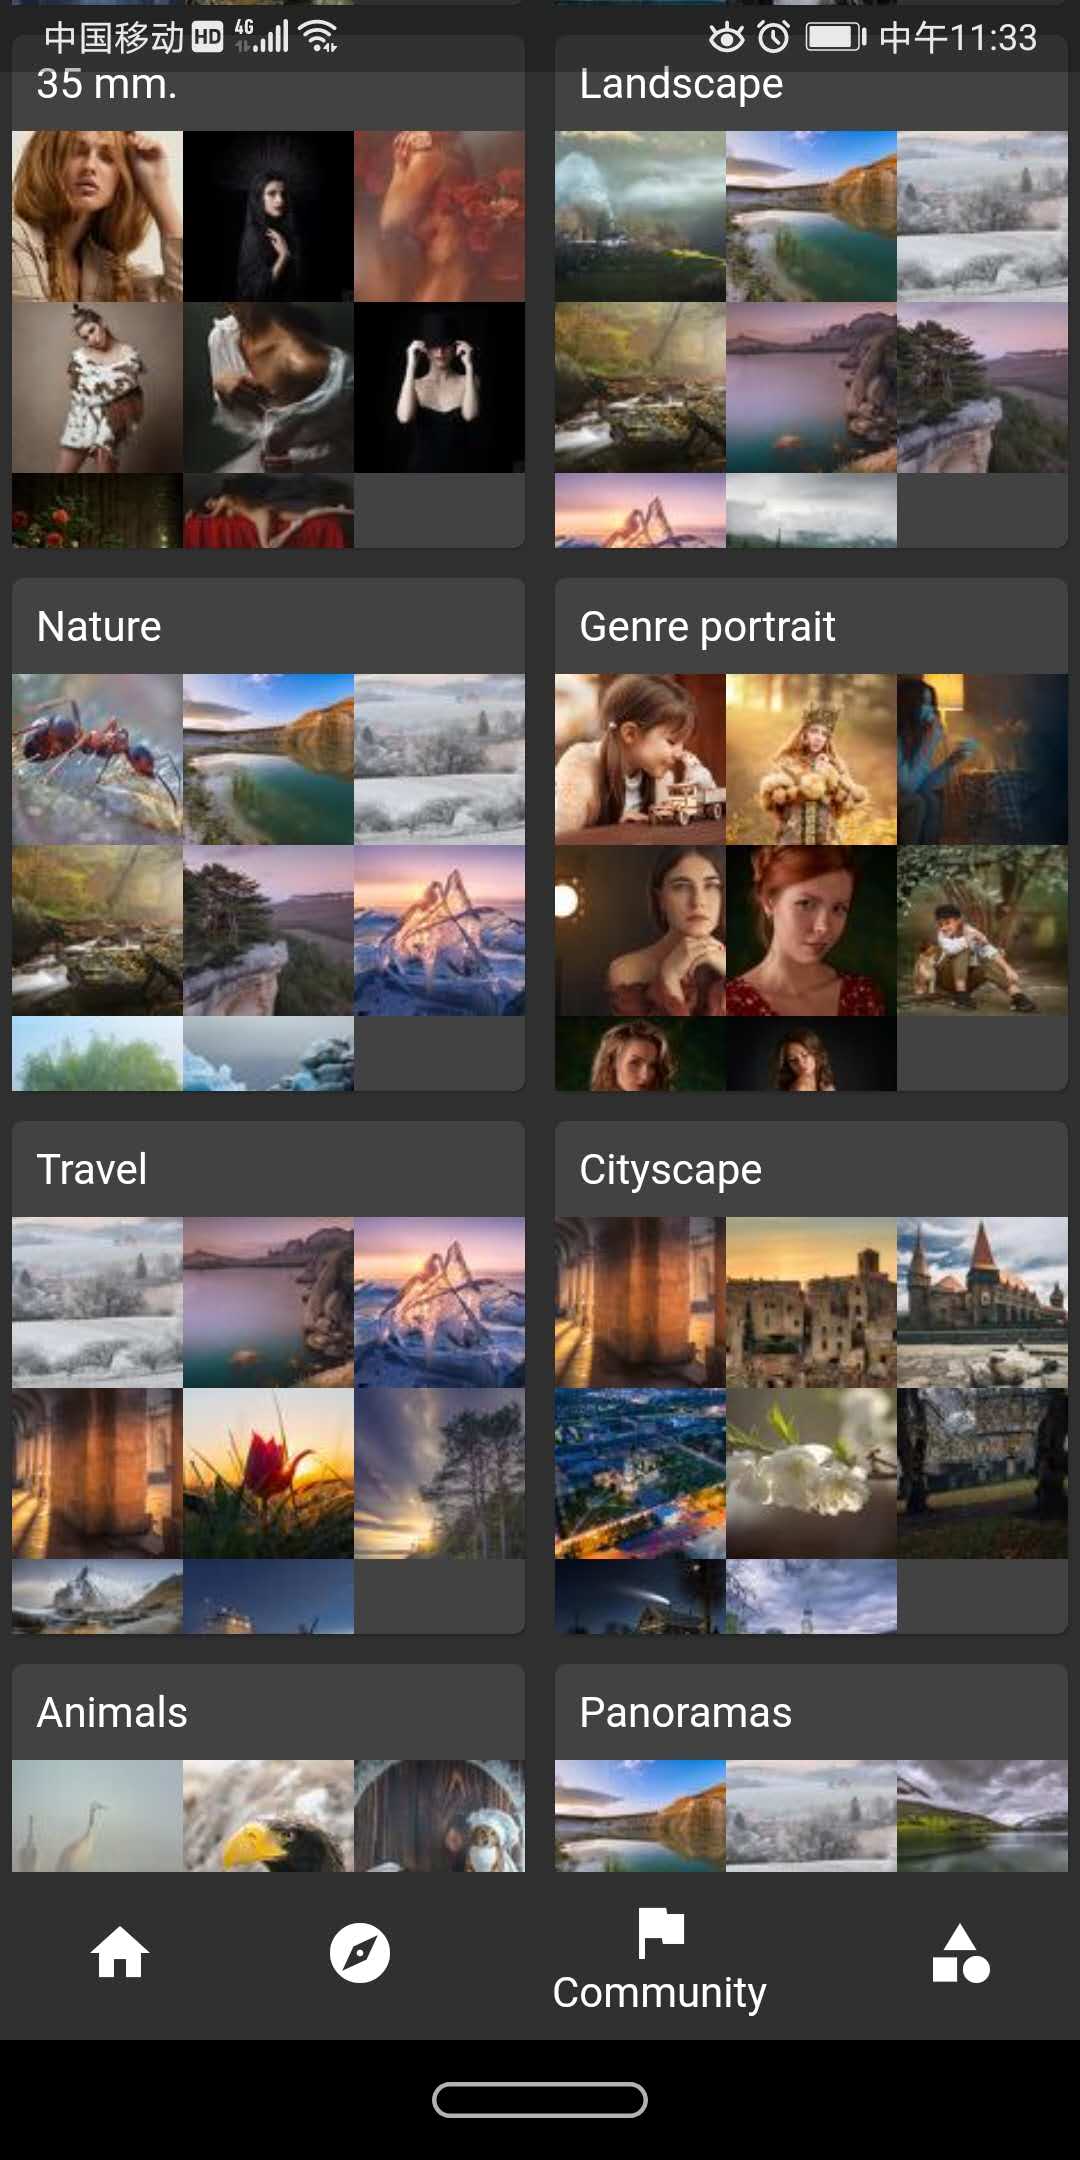 中国移动 HD 4G 中午11:33
35 mm.
Landscape
Nature
Genre portrait
Travel
Cityscape
Animals
Panoramas
Community